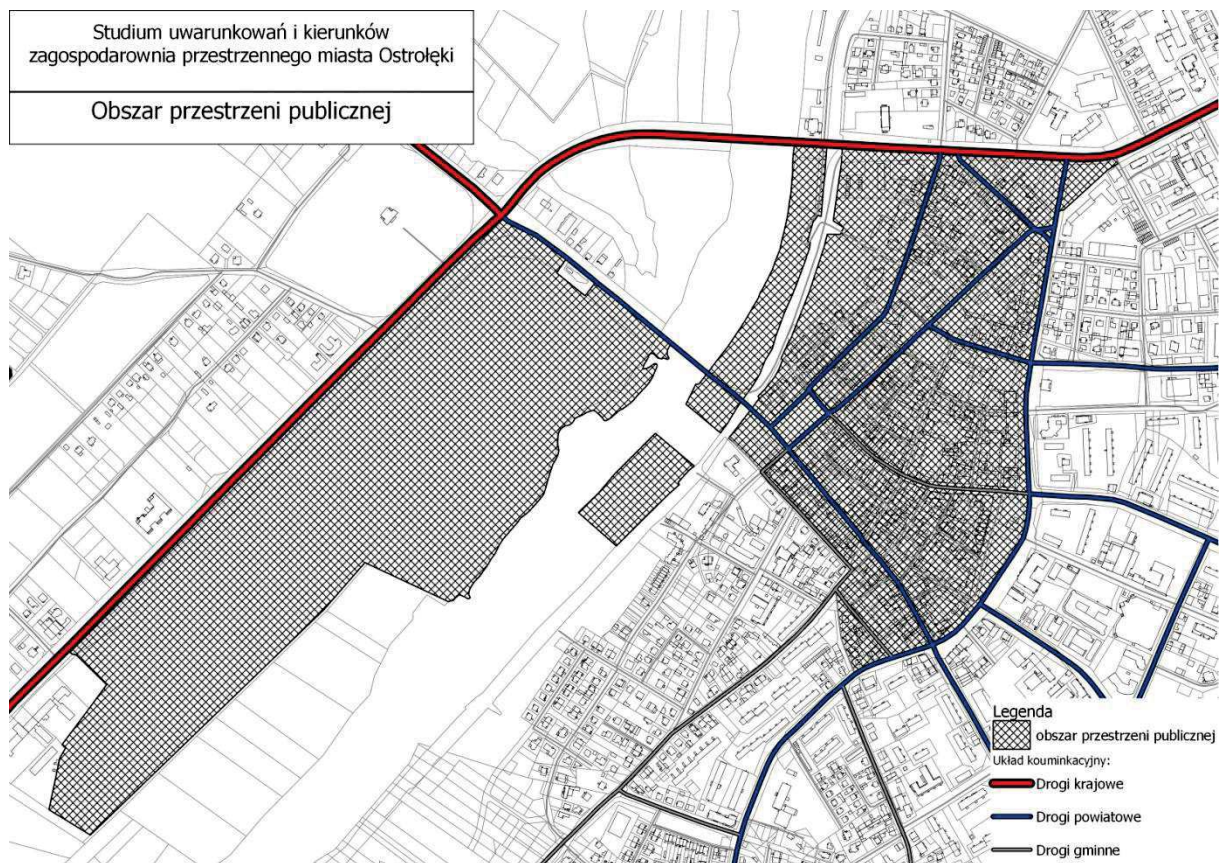 Studium uwarunkowań i kierunków
zagospodarownia przestrzennego miasta Ostrołęki
Obszar przestrzeni publicznej
Legenda
obszar przestrzeni publicznej
Układ kouminkacyjny:
Drogi krajowe
Drogi powiatowe
Drogi gminne